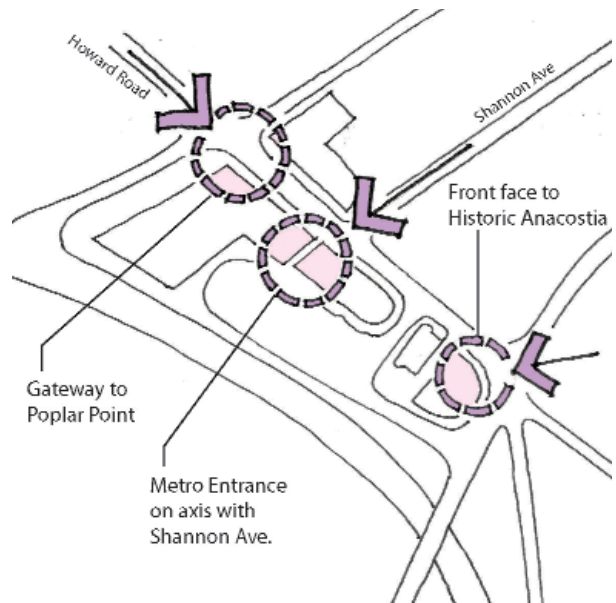 Howard Road
Shannon Ave
Front face to
Historic Anacostia
Gateway to
Poplar Point
Metro Entrance
on axis with
Shannon Ave.